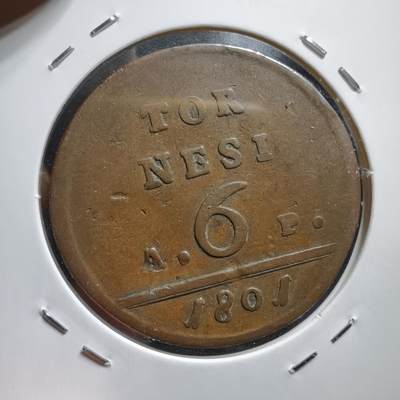 TOR
NESI
6
A. P.
1801